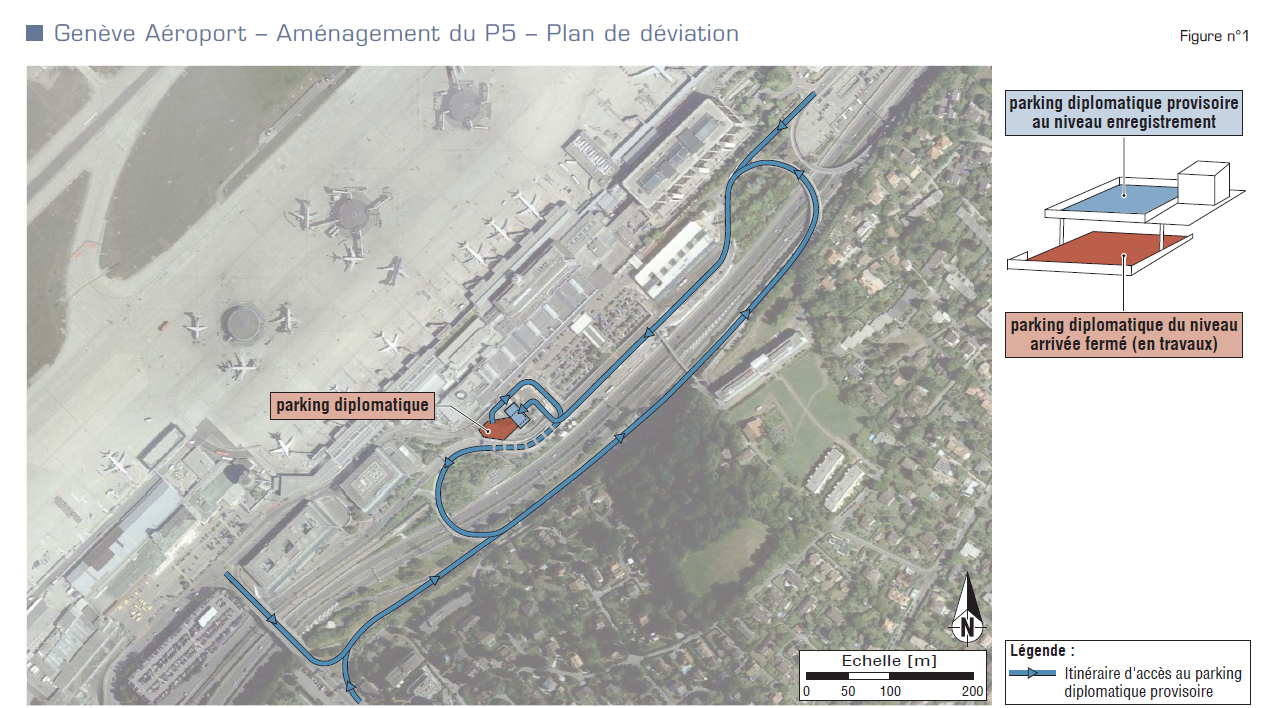 Genève Aéroport – Aménagement du P5 – Plan de déviation
Figure n°1
parking diplomatique provisoire
au niveau enregistrement
parking diplomatique du niveau
arrivée fermé (en travaux)
parking diplomatique
N
Echelle [m]
0 50 100 200
Légende :
Itinéraire d'accès au parking
diplomatique provisoire